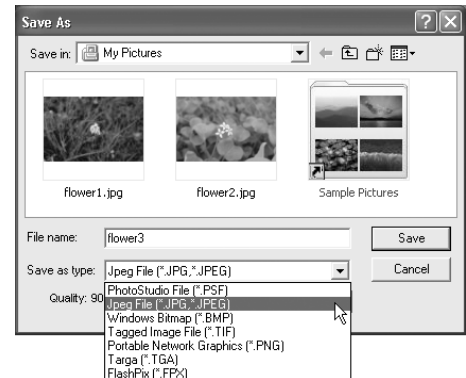 Save As
Save in: My Pictures
flower1.jpg flower2.jpg Sample Pictures
File name: flower3 Save
Save as type: Jpeg File (*.JPG,*.JPEG) Cancel
Quality: 90
PhotoStudio File (*.PSF)
Jpeg File (*.JPG,*.JPEG)
Windows Bitmap (*.BMP)
Tagged Image File (*.TIF)
Portable Network Graphics (*.PNG)
Targa (*.TGA)
FlashPix (*.FPX)